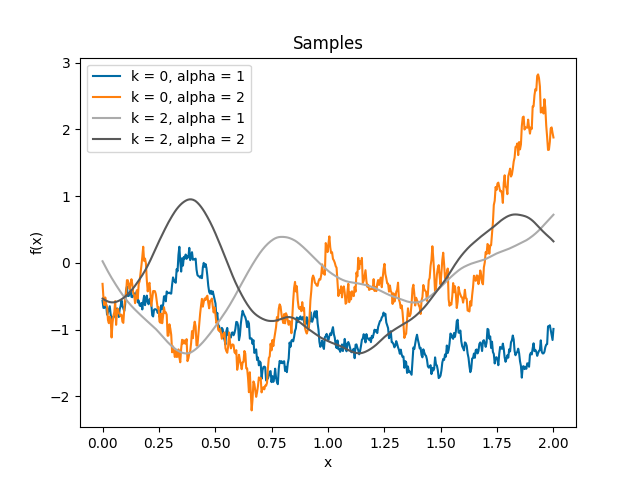 Samples
k = 0, alpha = 1
k = 0, alpha = 2
k = 2, alpha = 1
k = 2, alpha = 2
f(x)
3
2
1
0
−1
−2
0.00 0.25 0.50 0.75 1.00 1.25 1.50 1.75 2.00
x